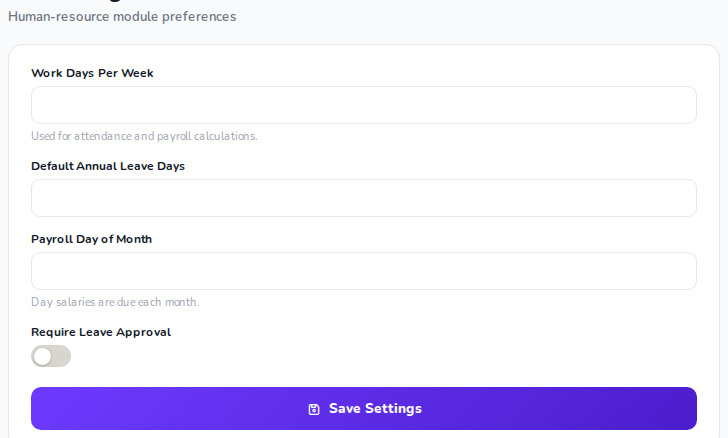 Human-resource module preferences
Work Days Per Week
Used for attendance and payroll calculations.
Default Annual Leave Days
Payroll Day of Month
Day salaries are due each month.
Require Leave Approval
Save Settings